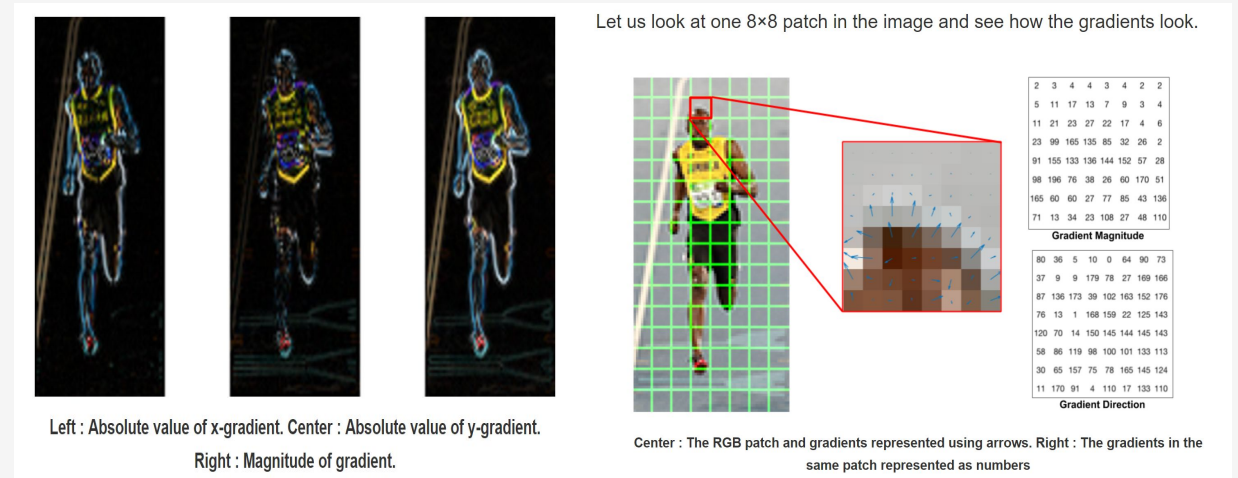 Let us look at one 8×8 patch in the image and see how the gradients look.
2 3 4 4 3 4 2 2
5 11 17 13 7 9 3 4
11 21 23 27 22 17 4 6
23 99 165 135 85 32 26 2
91 155 133 136 144 152 57 28
98 196 76 38 26 60 170 51
165 60 60 27 77 85 43 136
71 13 34 23 108 27 48 110
Gradient Magnitude
80 36 5 10 0 64 90 73
37 9 9 179 78 27 169 166
87 136 173 39 102 163 152 176
76 13 1 168 159 22 125 143
120 70 14 150 145 144 145 143
58 86 119 98 100 101 133 113
30 65 157 75 78 165 145 124
11 170 91 4 110 17 133 110
Gradient Direction
Left : Absolute value of x-gradient. Center : Absolute value of y-gradient.
Right : Magnitude of gradient.
Center : The RGB patch and gradients represented using arrows. Right : The gradients in the
same patch represented as numbers